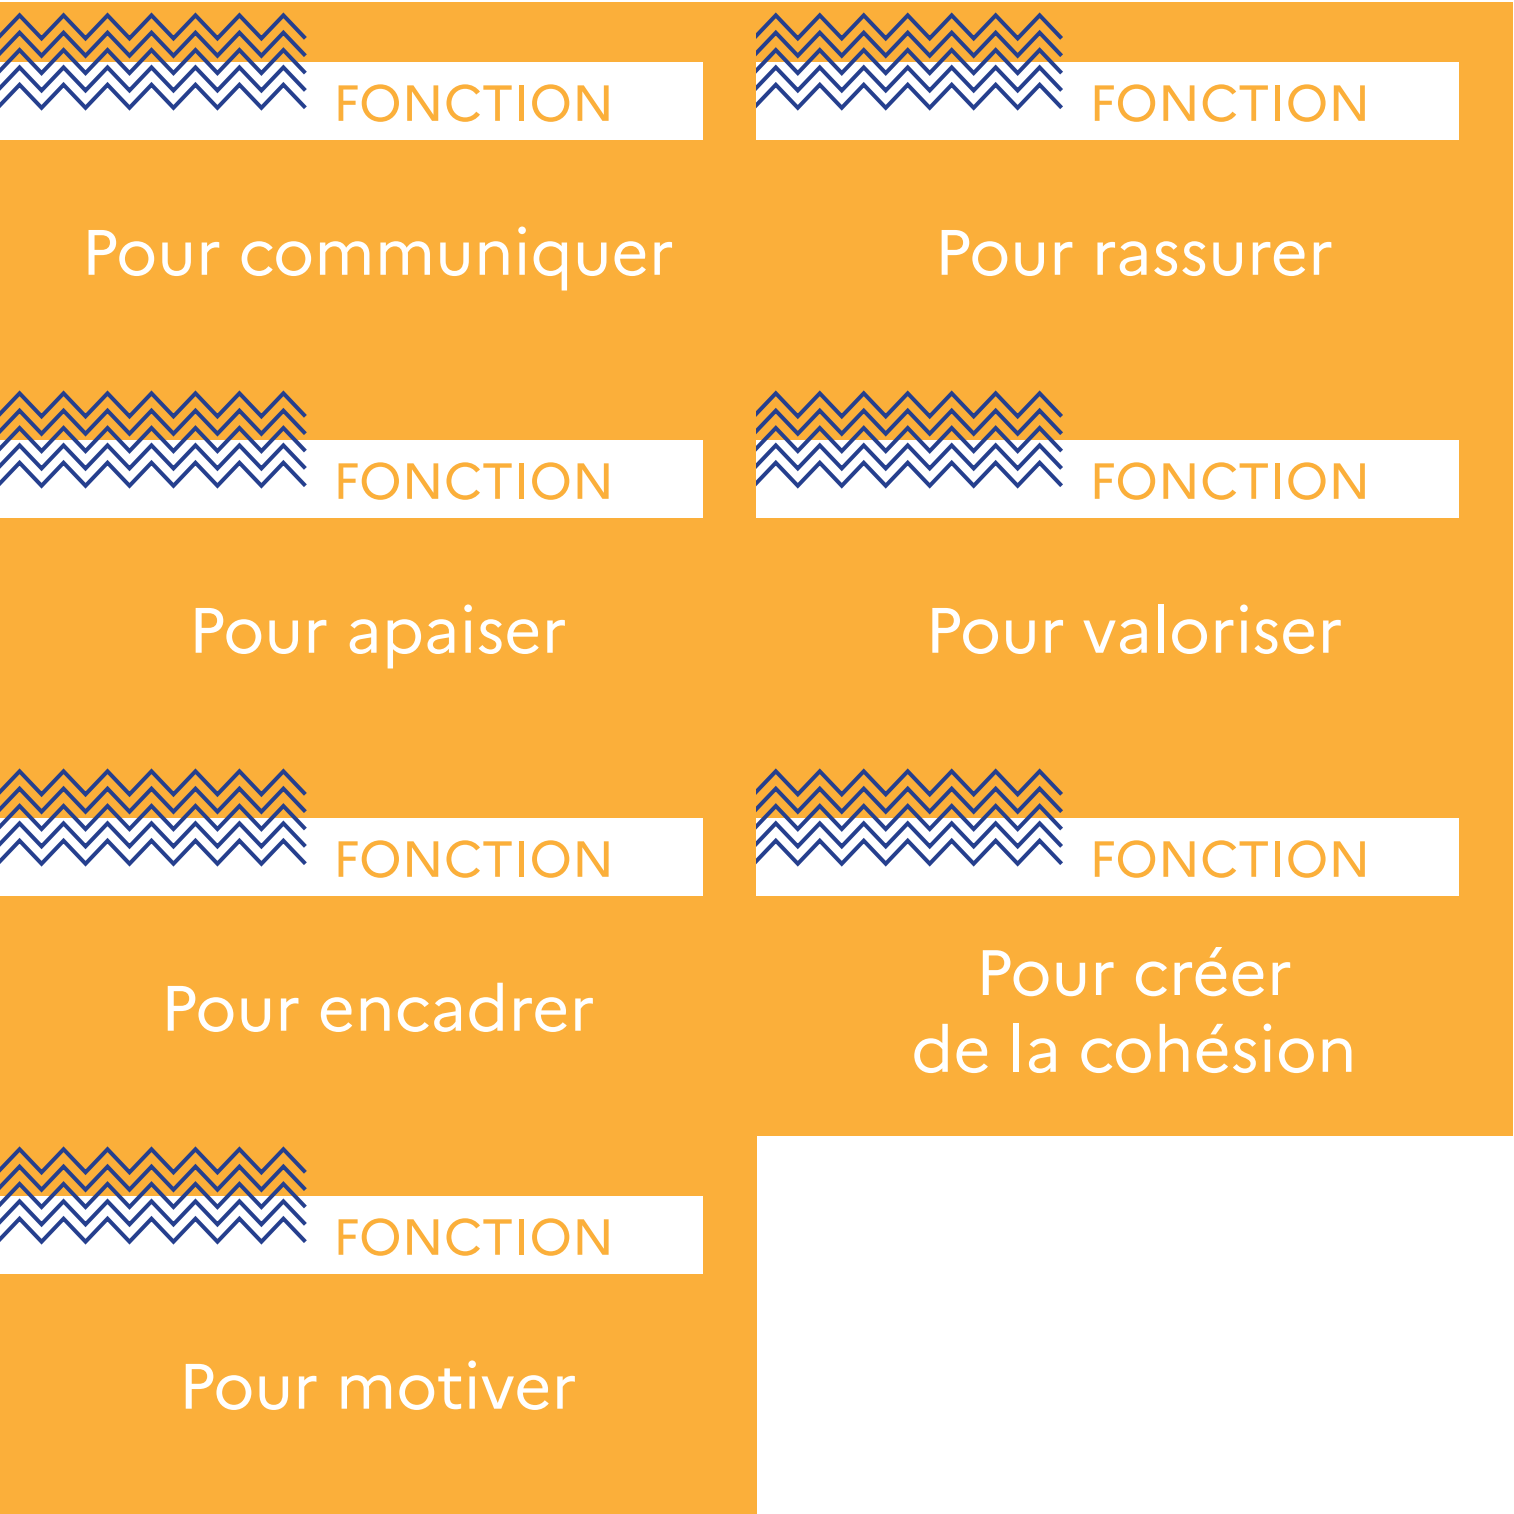 FONCTION
Pour communiquer
FONCTION
Pour rassurer
FONCTION
Pour apaiser
FONCTION
Pour valoriser
FONCTION
Pour encadrer
FONCTION
Pour créer
de la cohésion
FONCTION
Pour motiver